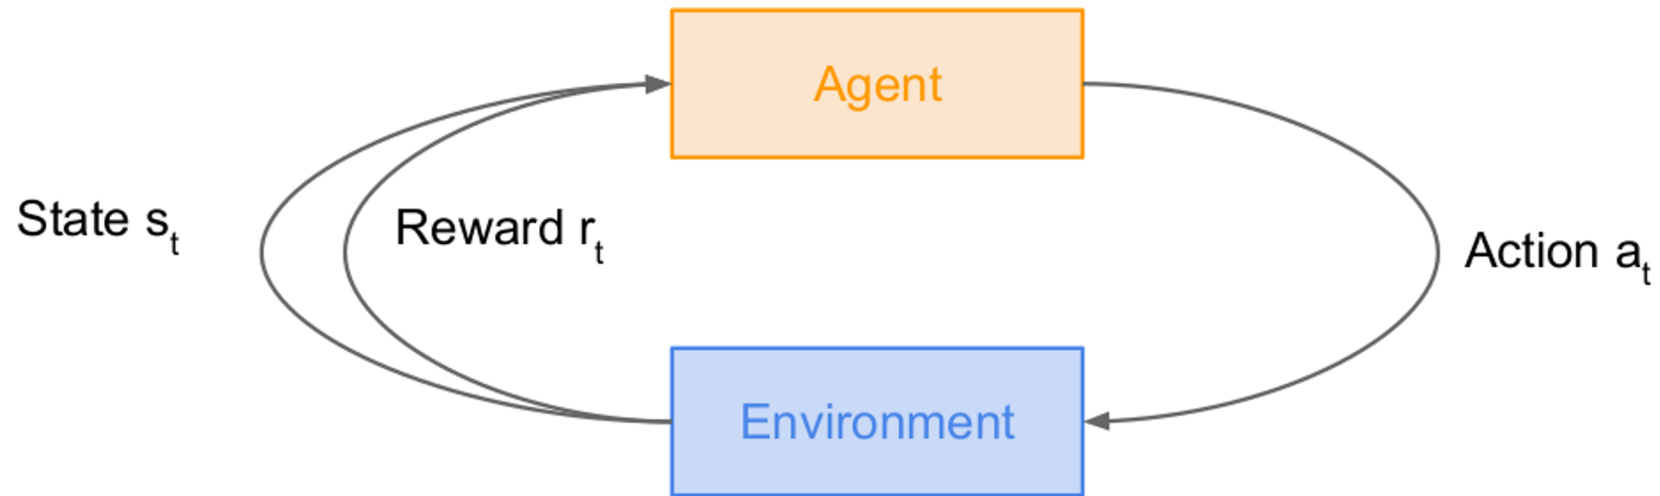 Agent
State sₜ
Reward rₜ
Action aₜ
Environment